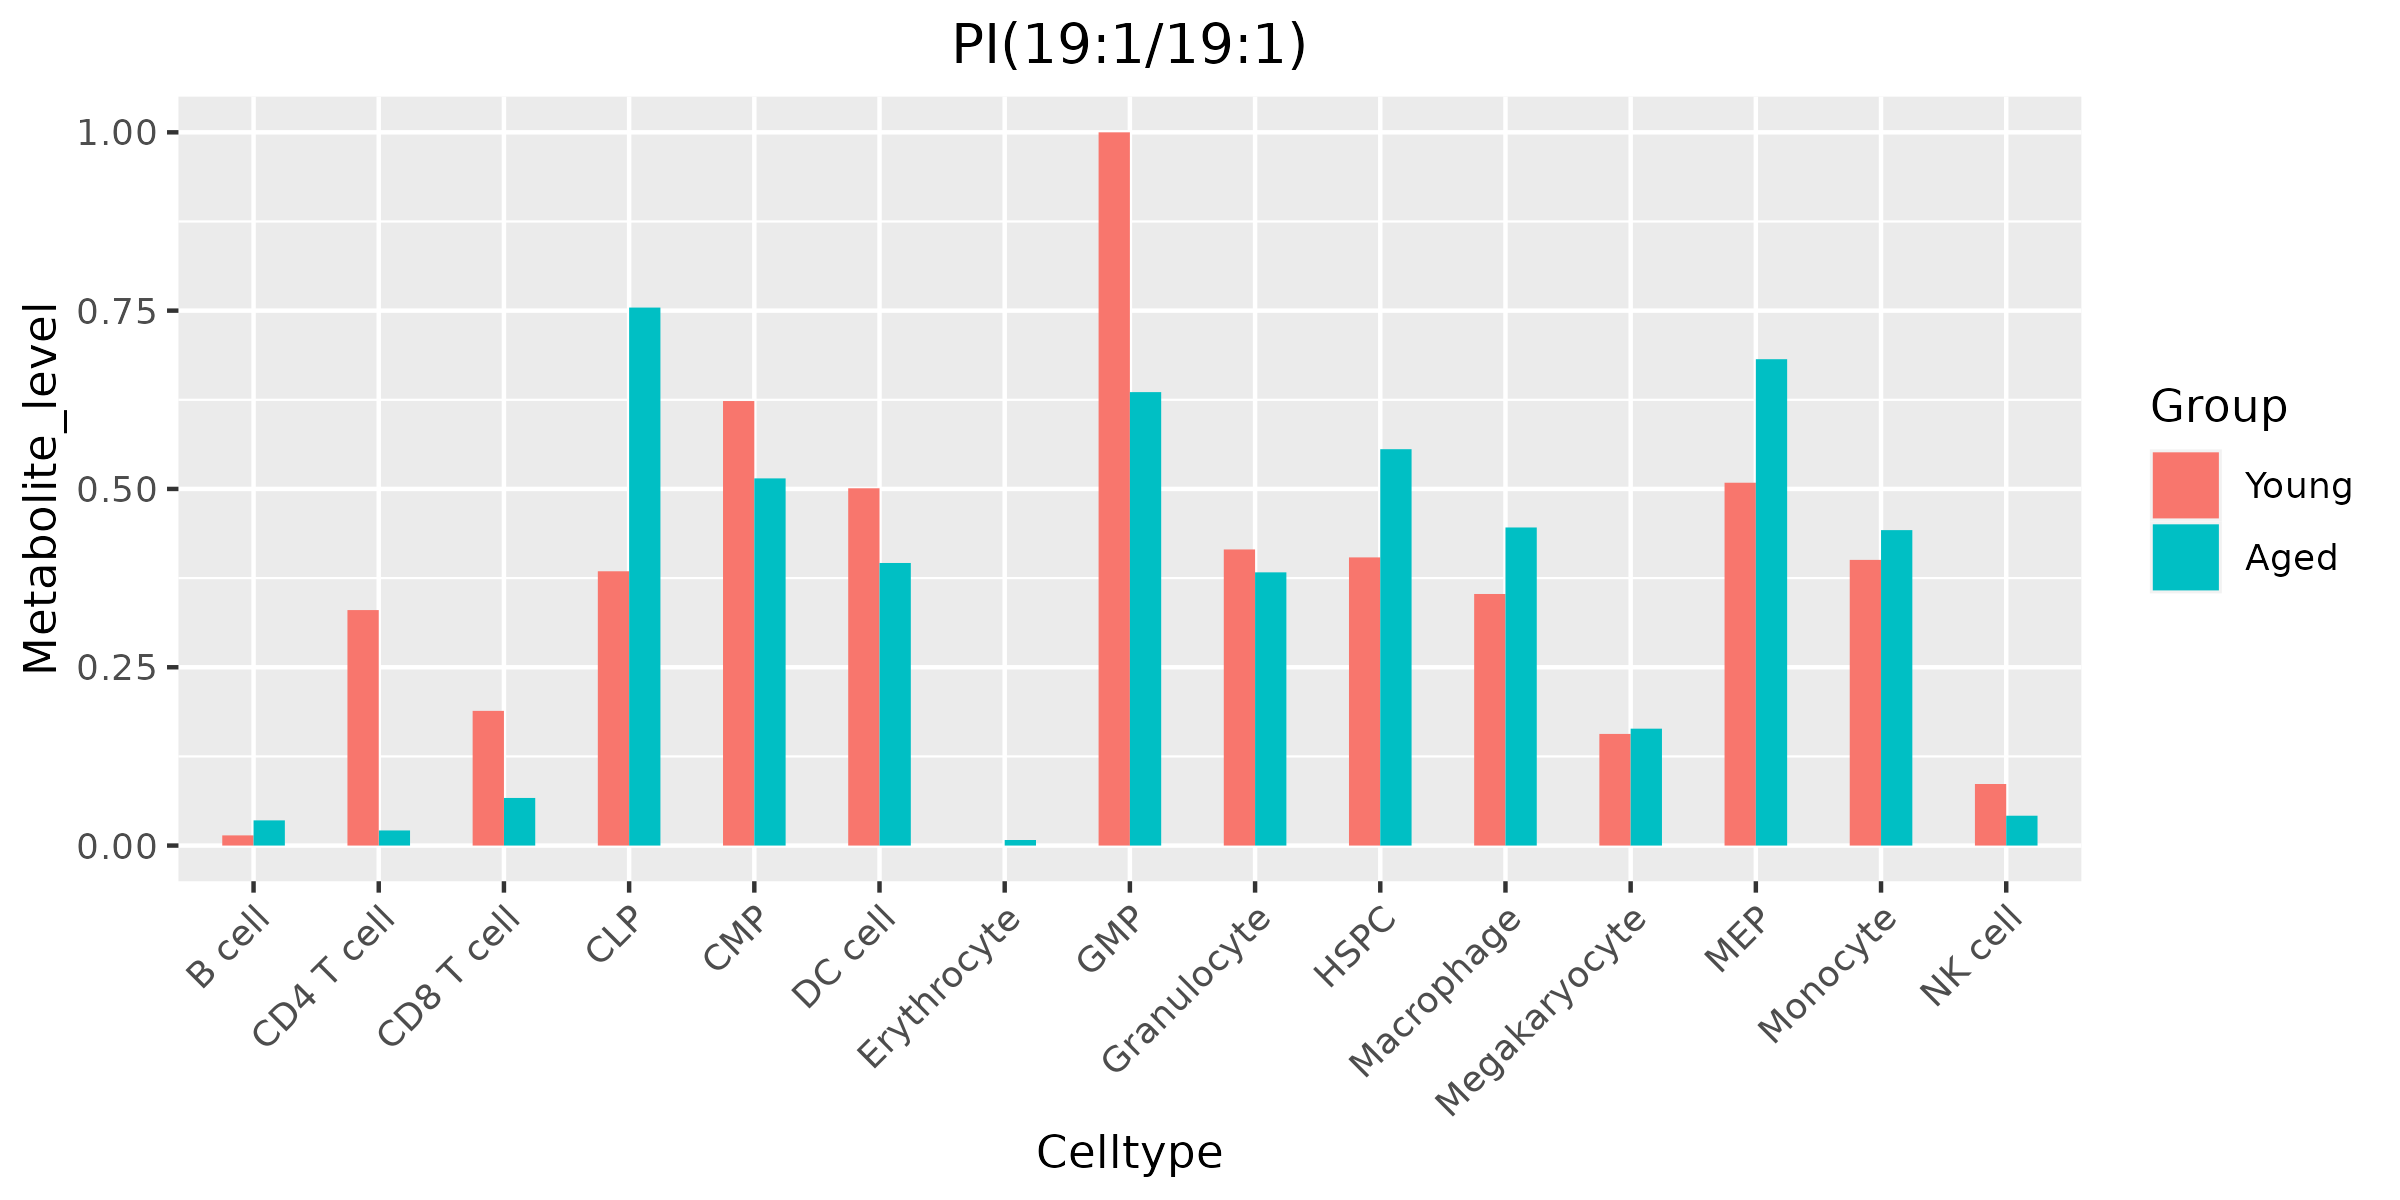 PI(19:1/19:1)
Metabolite_level
1.00
0.75
0.50
0.25
0.00
B cell
CD4 T cell
CD8 T cell
CLP
CMP
DC cell
Erythrocyte
GMP
Granulocyte
HSPC
Macrophage
Megakaryocyte
MEP
Monocyte
NK cell
Celltype
Group
Young
Aged